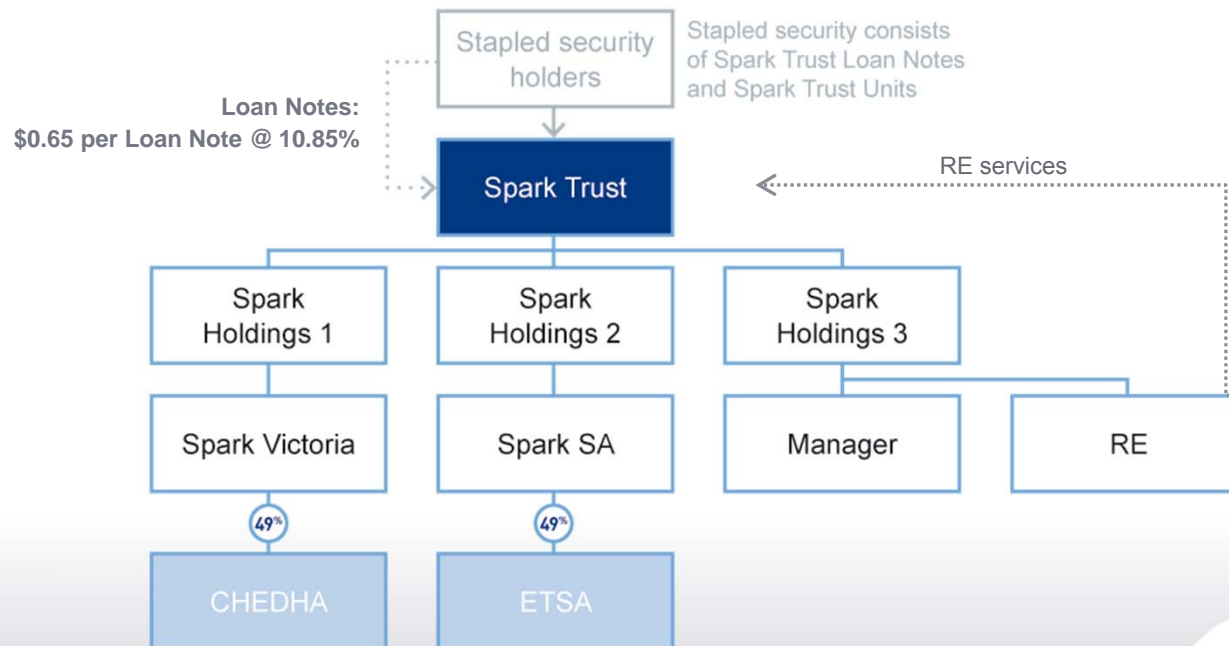 Stapled security
holders
Stapled security consists
of Spark Trust Loan Notes
and Spark Trust Units
Loan Notes:
$0.65 per Loan Note @ 10.85%
Spark Trust
RE services
Spark
Holdings 1
Spark
Holdings 2
Spark
Holdings 3
Spark Victoria
Spark SA
Manager
RE
49%
49%
CHEDHA
ETSA